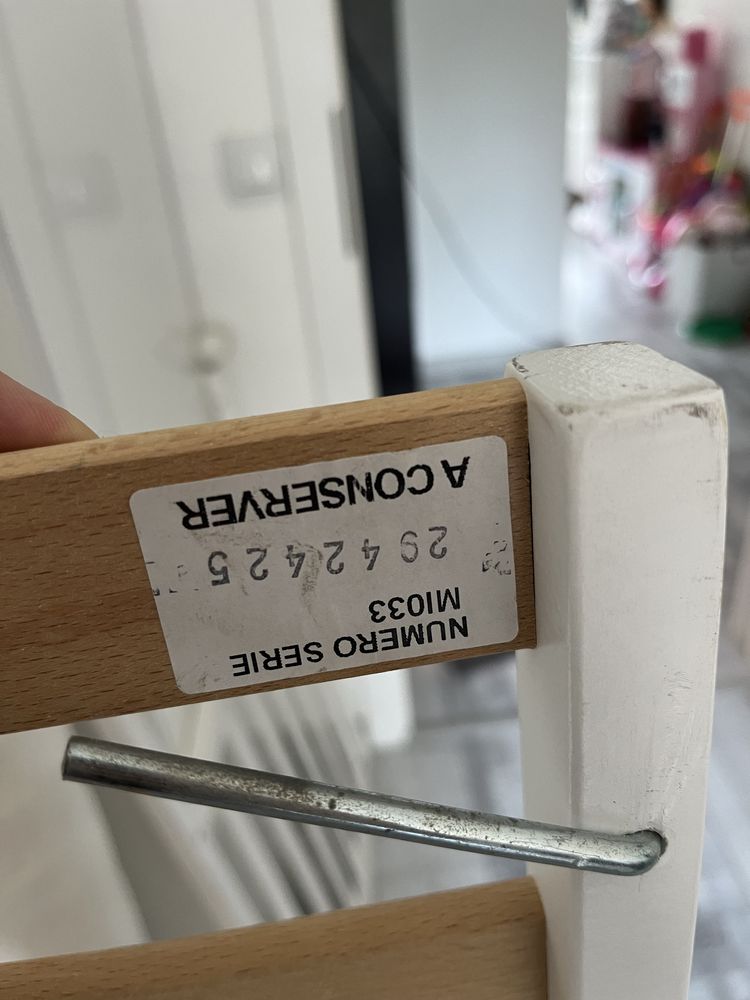 NUMERO SERIE
MI033
2942425
A CONSERVER